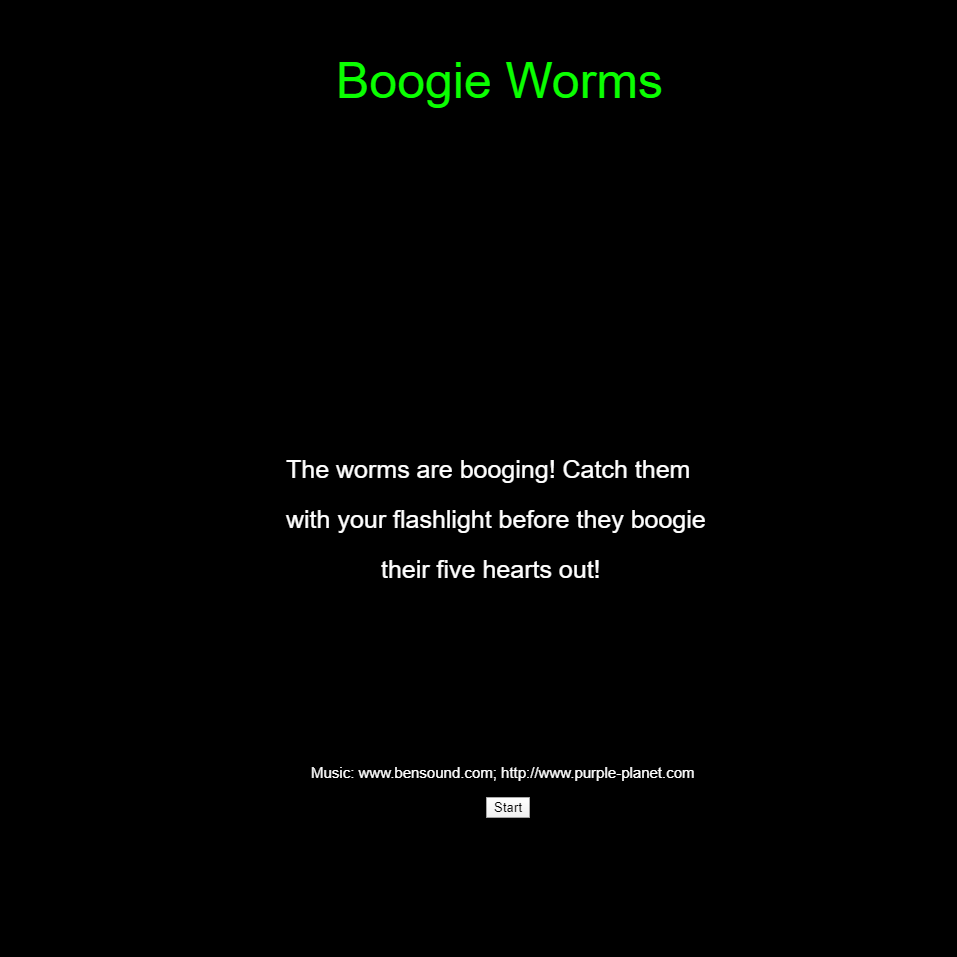 Boogie Worms
The worms are booging! Catch them
with your flashlight before they boogie
their five hearts out!
Music: www.bensound.com; http://www.purple-planet.com
Start